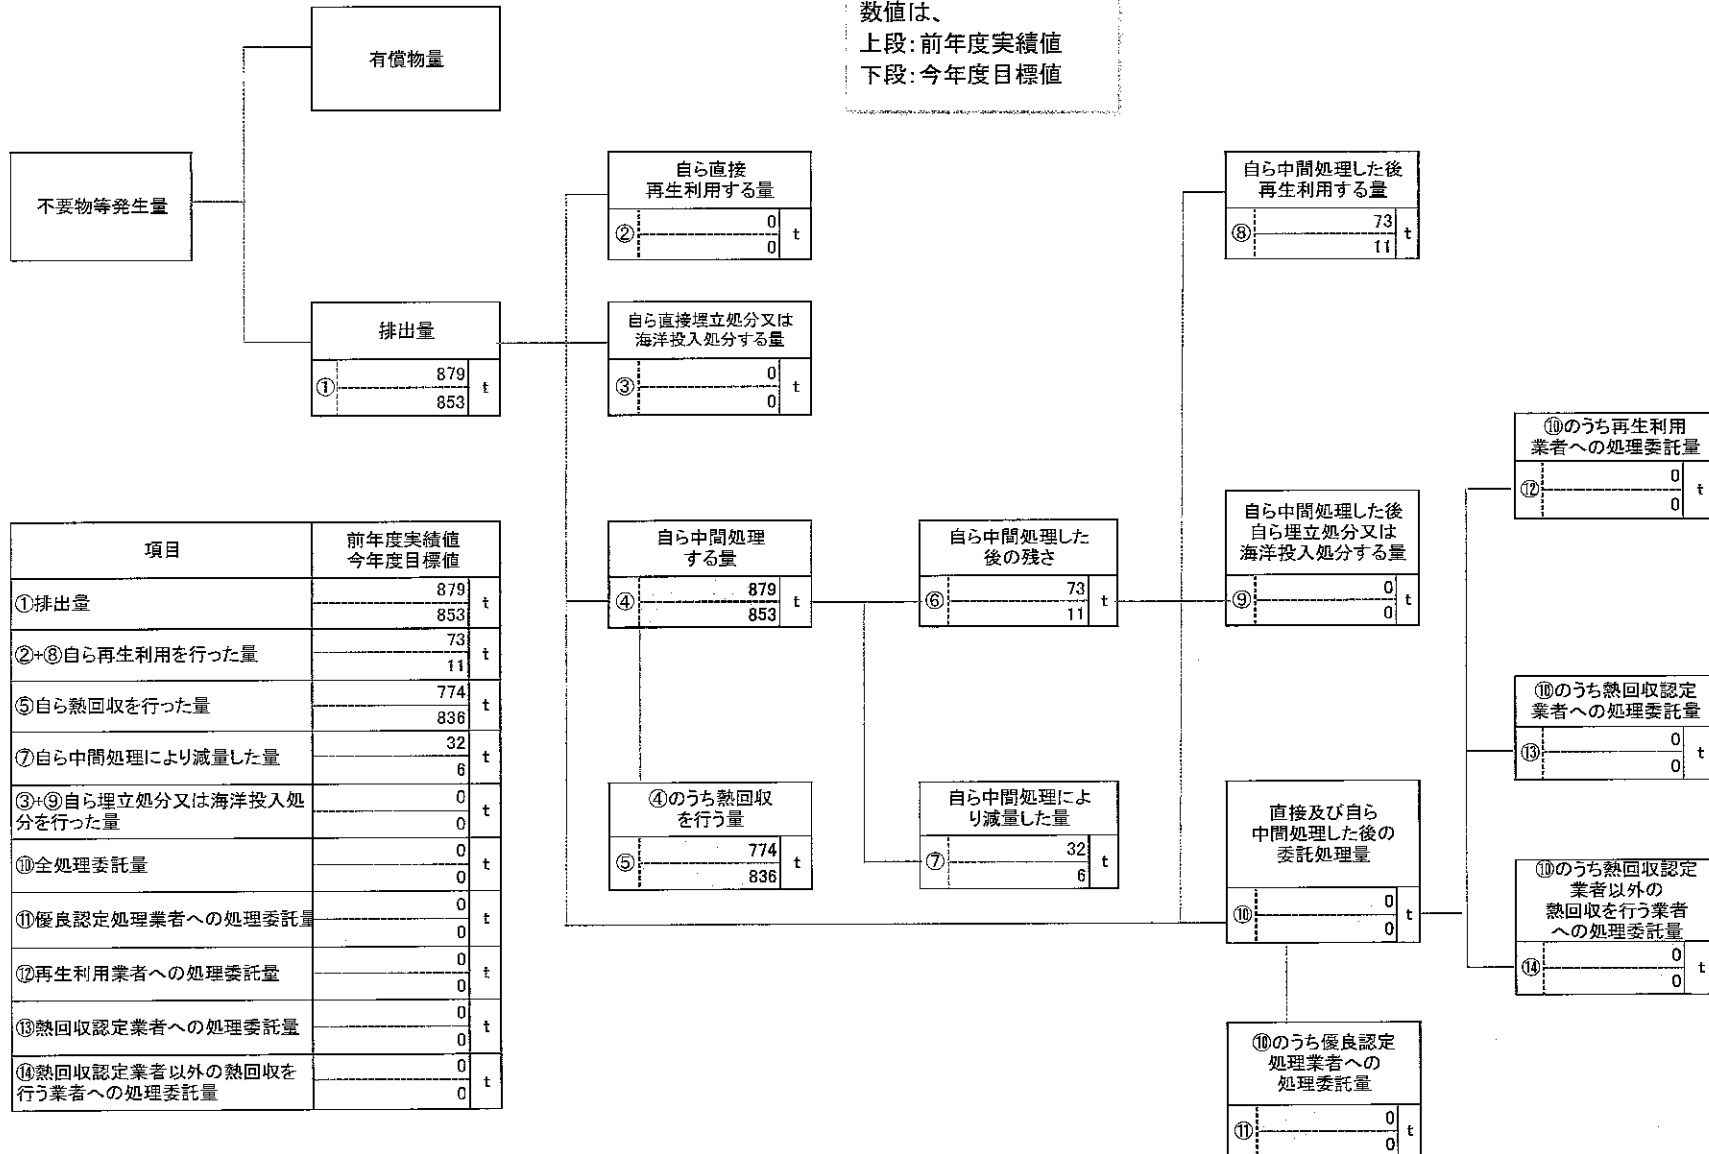 数値は、
上段：前年度実績値
下段：今年度目標値
有償物量
不要物等発生量
排出量
① 879 t
853
自ら直接
再生利用する量
② 0 t
0
自ら直接埋立処分又は
海洋投入処分する量
③ 0 t
0
自ら中間処理
する量
④ 879 t
853
④のうち熱回収
を行う量
⑤ 774 t
836
自ら中間処理した
後の残さ
⑥ 73 t
11
自ら中間処理によ
り減量した量
⑦ 32 t
6
自ら中間処理した後
再生利用する量
⑧ 73 t
11
自ら中間処理した後
自ら埋立処分又は
海洋投入処分する量
⑨ 0 t
0
直接及び自ら
中間処理した後の
委託処理量
⑩ 0 t
0
⑩のうち優良認定
処理業者への
処理委託量
⑪ 0 t
0
⑩のうち再生利用
業者への処理委託量
⑫ 0 t
0
⑩のうち熱回収認定
業者への処理委託量
⑬ 0 t
0
⑩のうち熱回収認定
業者以外の
熱回収を行う業者
への処理委託量
⑭ 0 t
0
項目 前年度実績値
今年度目標値
①排出量 879 t
853
②+⑧自ら再生利用を行った量 73 t
11
⑤自ら熱回収を行った量 774 t
836
⑦自ら中間処理により減量した量 32 t
6
③+⑨自ら埋立処分又は海洋投入処 0 t
分を行った量 0
⑩全処理委託量 0 t
0
⑪優良認定処理業者への処理委託量 0 t
0
⑫再生利用業者への処理委託量 0 t
0
⑬熱回収認定業者への処理委託量 0 t
0
⑭熱回収認定業者以外の熱回収を 0 t
行う業者への処理委託量 0